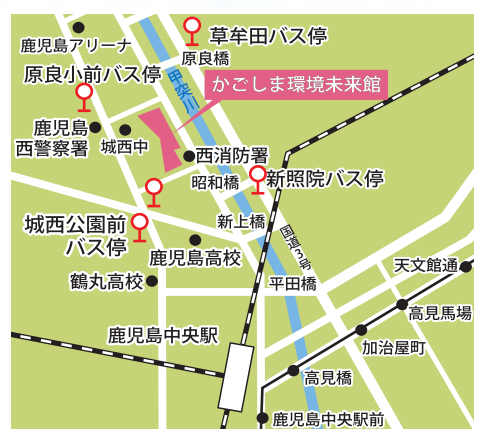 鹿児島アリーナ
草牟田バス停
原良橋
原良小前バス停
甲突川
かごしま環境未来館
鹿児島
西警察署
城西中
西消防署
昭和橋
新照院バス停
城西公園前
バス停
新上橋
国道3号
鹿児島高校
天文館通
鶴丸高校
平田橋
高見馬場
鹿児島中央駅
加治屋町
高見橋
鹿児島中央駅前